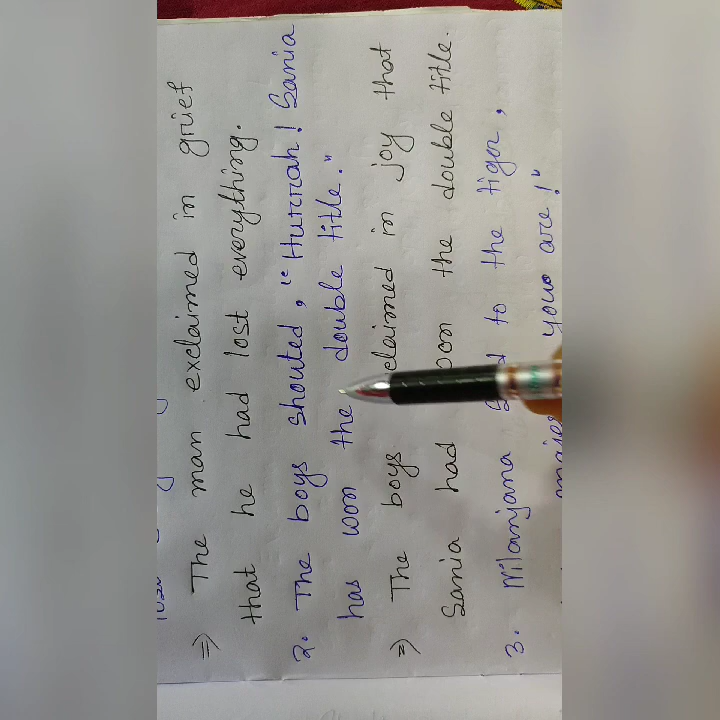 ⇒ The man exclaimed in grief
that he had lost everything.
2. The boys shouted, "Hurrah! Sania
has won the double title."
⇒ The boys claimed in joy that
Sania had won the double title.
3. Nilanjana to the tiger,
you are!"